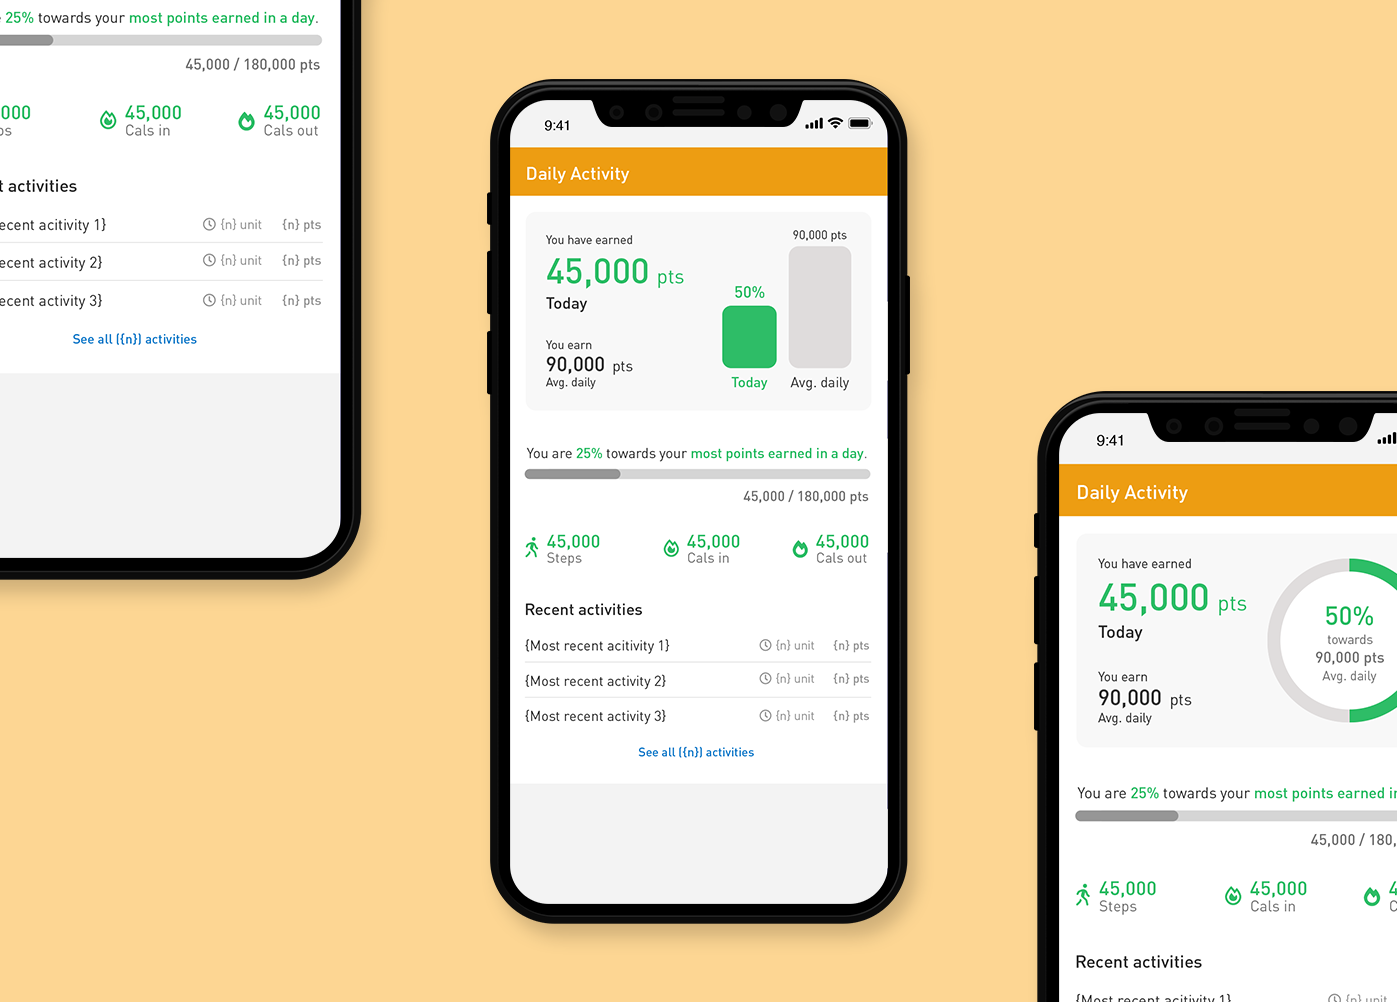 25% towards your most points earned in a day.
45,000 / 180,000 pts
000
45,000
45,000
Cals in
Cals out
activities
acitivity 1}
{n} unit
{n} pts
activity 2}
{n} unit
{n} pts
activity 3}
{n} unit
{n} pts
See all ({n}) activities
9:41
Daily Activity
You have earned
45,000 pts
Today
You earn
90,000 pts
Avg. daily
90,000 pts
50%
Today
Avg. daily
You are 25% towards your most points earned in a day.
45,000 / 180,000 pts
45,000
Steps
45,000
Cals in
45,000
Cals out
Recent activities
{Most recent acitivity 1}
{n} unit
{n} pts
{Most recent activity 2}
{n} unit
{n} pts
{Most recent activity 3}
{n} unit
{n} pts
See all ({n}) activities
9:41
Daily Activity
You have earned
45,000 pts
Today
You earn
90,000 pts
Avg. daily
50%
towards
90,000 pts
Avg. daily
You are 25% towards your most points earned
45,000 / 180,
45,000
Steps
45,000
Cals in
Recent activities
{Most recent acitivity 1}
{n} unit